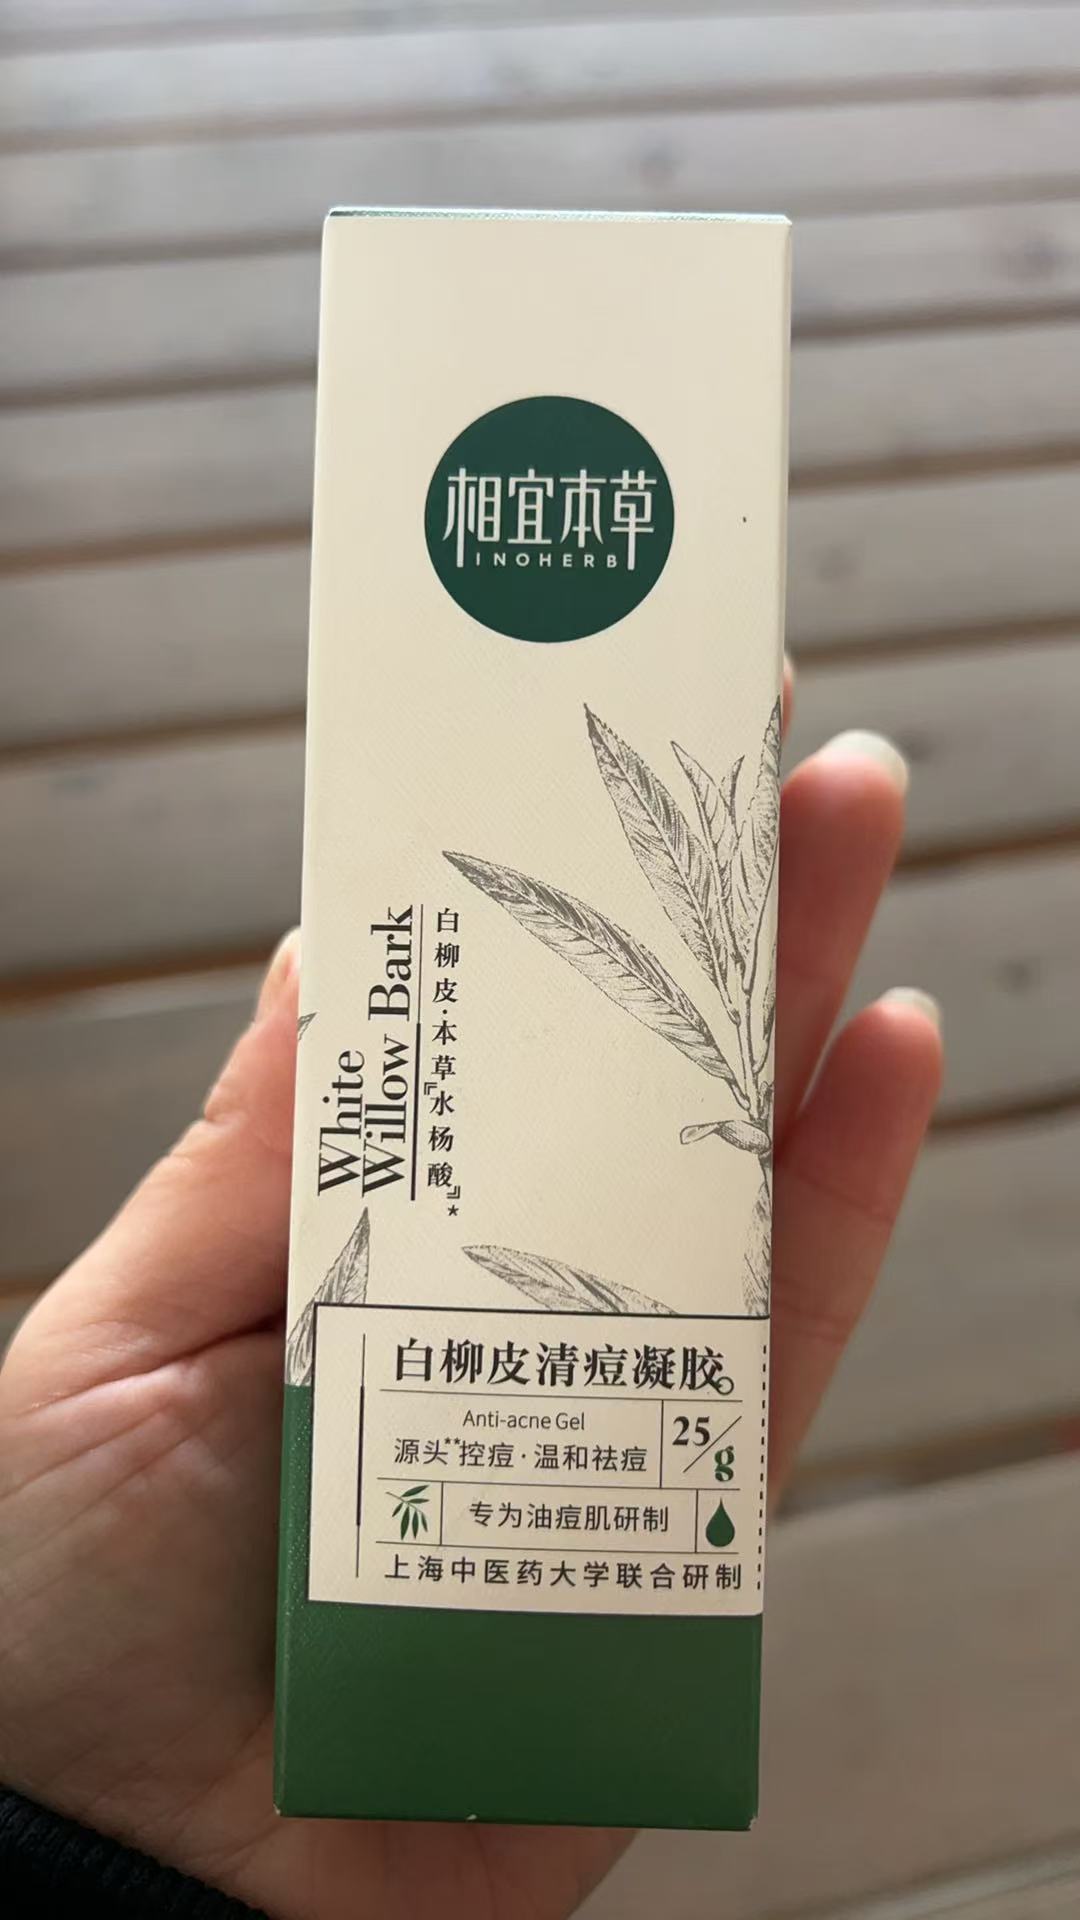 相宜本草
INOHERB
White
Willow Bark
白柳皮·本草『水杨酸』*
白柳皮清痘凝胶
Anti-acne Gel
源头**控痘·温和祛痘
25/g
专为油痘肌研制
上海中医药大学联合研制